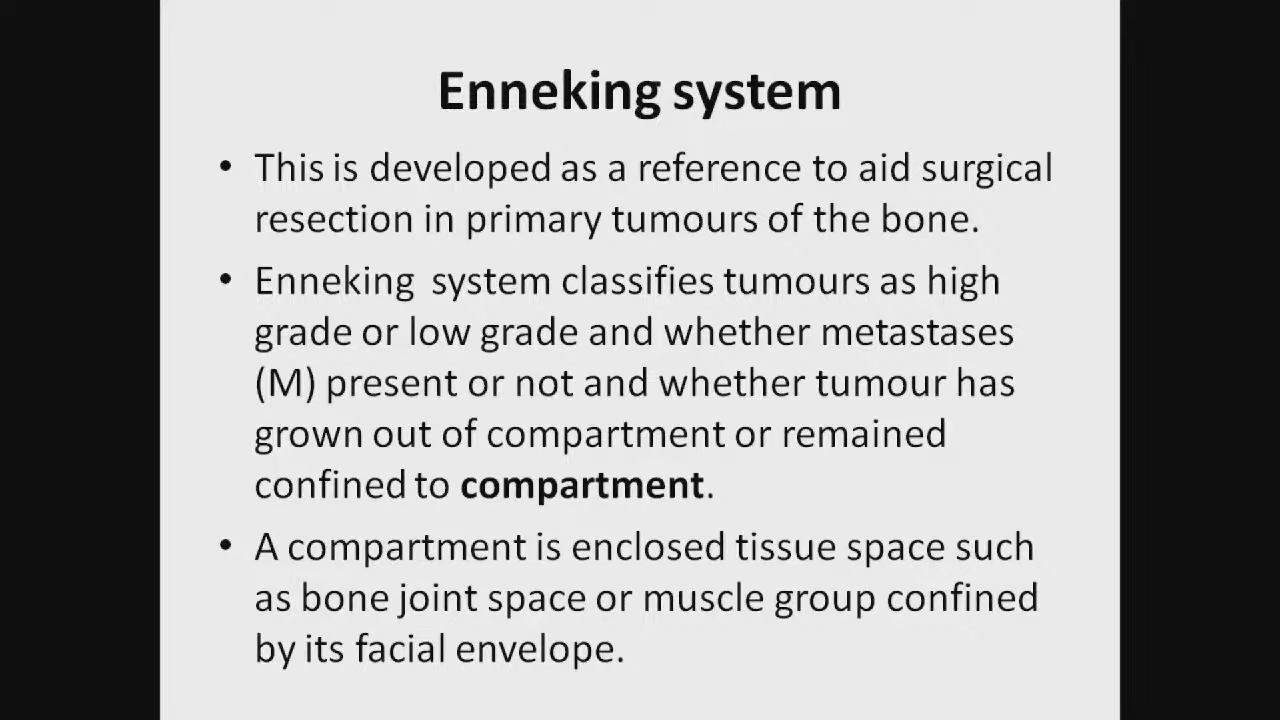 Enneking system
• This is developed as a reference to aid surgical
resection in primary tumours of the bone.
• Enneking system classifies tumours as high
grade or low grade and whether metastases
(M) present or not and whether tumour has
grown out of compartment or remained
confined to compartment.
• A compartment is enclosed tissue space such
as bone joint space or muscle group confined
by its facial envelope.